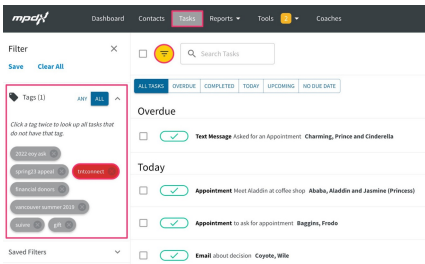 mpdx
Dashboard Contacts Tasks Reports Tools 2 Coaches
Filter
Save Clear All
Search Tasks
Tags (1) ANY ALL
Click a tag twice to look up all tasks that
do not have that tag.
2022 eoy ask
spring23 appeal tntconnect
financial donors
vancouver summer 2019
suivre gift
Saved Filters
ALL TASKS OVERDUE COMPLETED TODAY UPCOMING NO DUE DATE
Overdue
Text Message Asked for an Appointment Charming, Prince and Cinderella
Today
Appointment Meet Aladdin at coffee shop Ababa, Aladdin and Jasmine (Princess)
Appointment to ask for appointment Baggins, Frodo
Email about decision Coyote, Wile